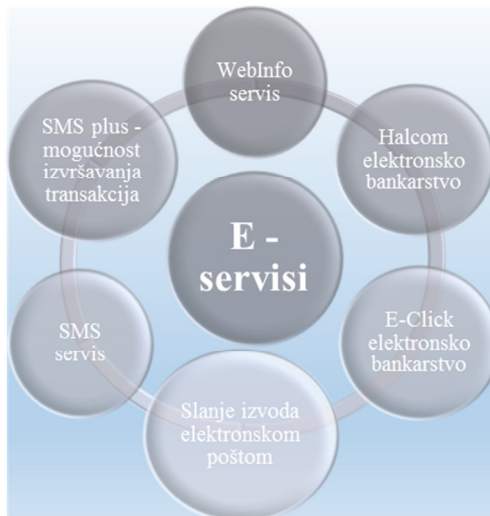 WebInfo
servis
Halcom
elektronsko
bankarstvo
E-Click
elektronsko
bankarstvo
Slanje izvoda
elektronskom
poštom
SMS
servis
SMS plus -
mogućnost
izvršavanja
transakcija
E -
servisi